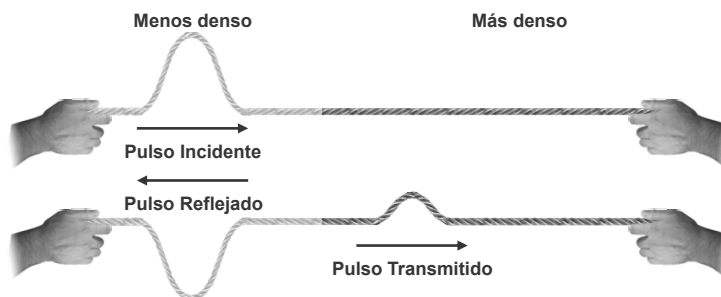 Menos denso
Más denso
Pulso Incidente
Pulso Reflejado
Pulso Transmitido